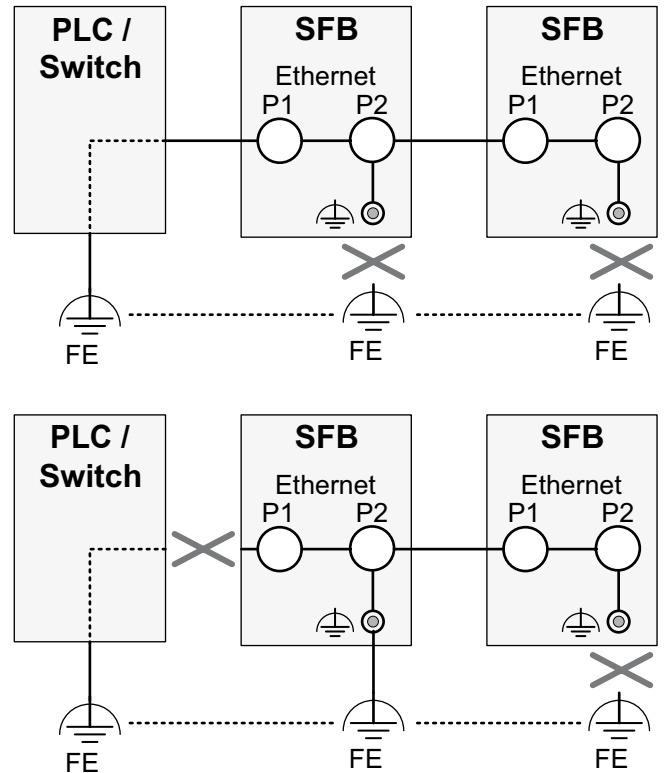 PLC /
Switch
SFB
Ethernet
P1 P2
SFB
Ethernet
P1 P2
FE
FE
FE
PLC /
Switch
SFB
Ethernet
P1 P2
SFB
Ethernet
P1 P2
FE
FE
FE